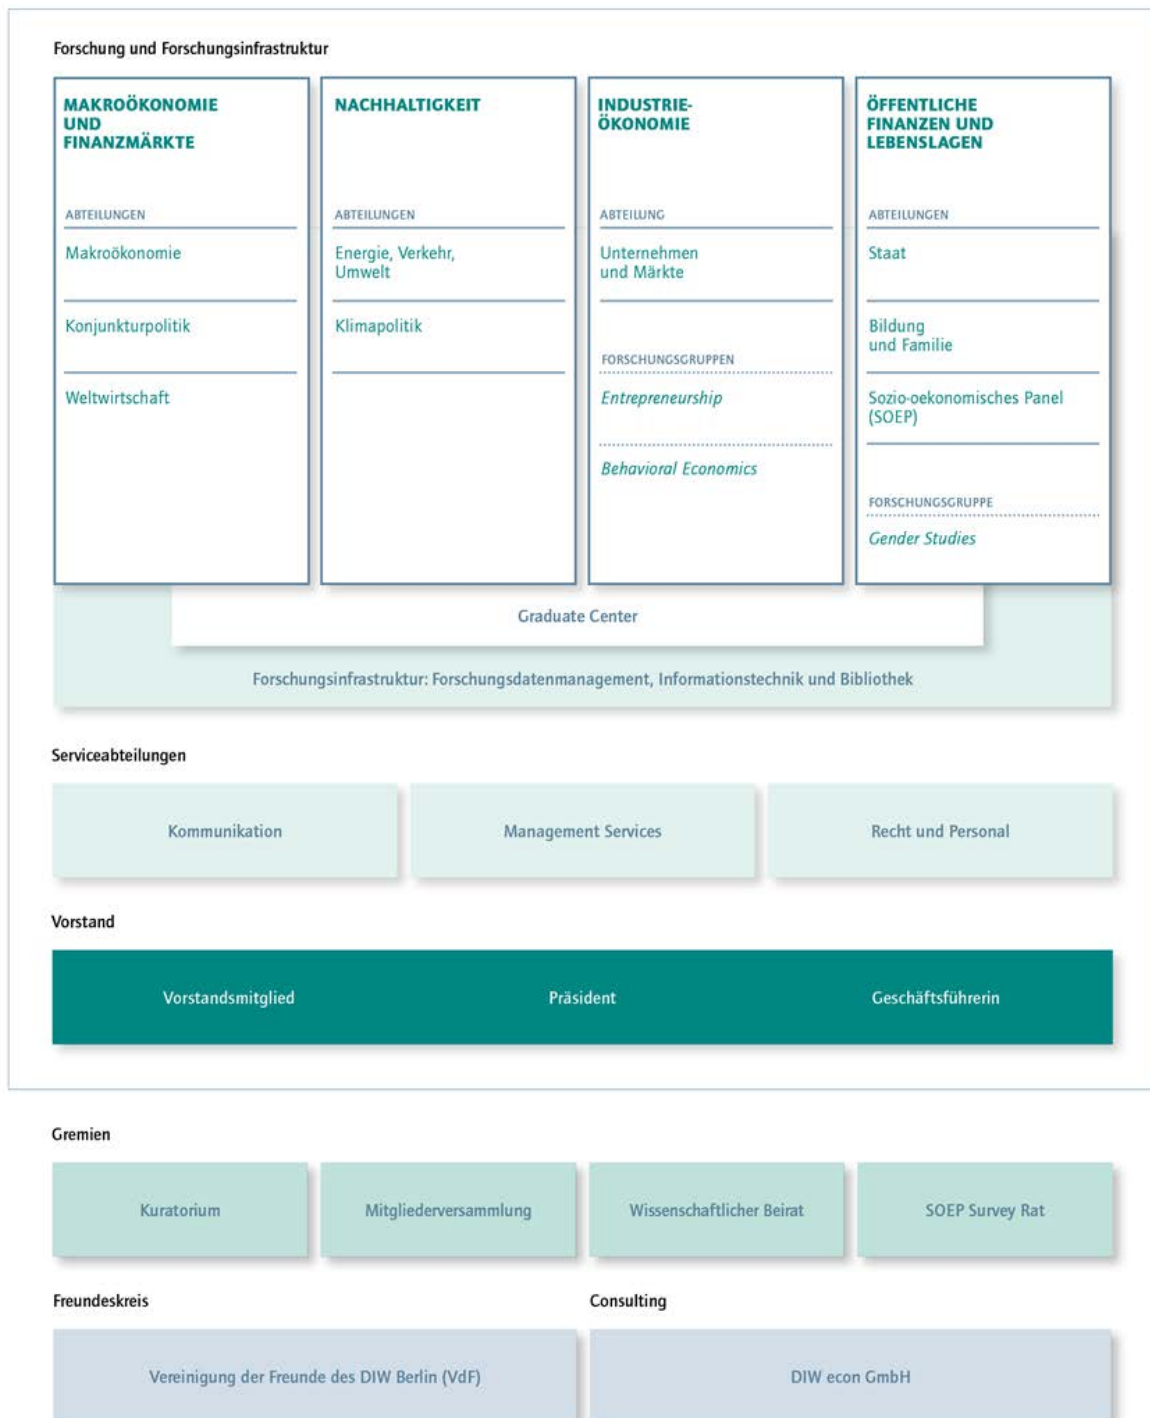 Forschung und Forschungsinfrastruktur
MAKROÖKONOMIE
UND
FINANZMÄRKTE
ABTEILUNGEN
Makroökonomie
Konjunkturpolitik
Weltwirtschaft
NACHHALTIGKEIT
ABTEILUNGEN
Energie, Verkehr,
Umwelt
Klimapolitik
INDUSTRIE-
ÖKONOMIE
ABTEILUNG
Unternehmen
und Märkte
FORSCHUNGSGRUPPEN
Entrepreneurship
Behavioral Economics
ÖFFENTLICHE
FINANZEN UND
LEBENSLAGEN
ABTEILUNGEN
Staat
Bildung
und Familie
Sozio-oekonomisches Panel
(SOEP)
FORSCHUNGSGRUPPE
Gender Studies
Graduate Center
Forschungsinfrastruktur: Forschungsdatenmanagement, Informationstechnik und Bibliothek
Serviceabteilungen
Kommunikation
Management Services
Recht und Personal
Vorstand
Vorstandsmitglied
Präsident
Geschäftsführerin
Gremien
Kuratorium
Mitgliederversammlung
Wissenschaftlicher Beirat
SOEP Survey Rat
Freundeskreis
Vereinigung der Freunde des DIW Berlin (VdF)
Consulting
DIW econ GmbH